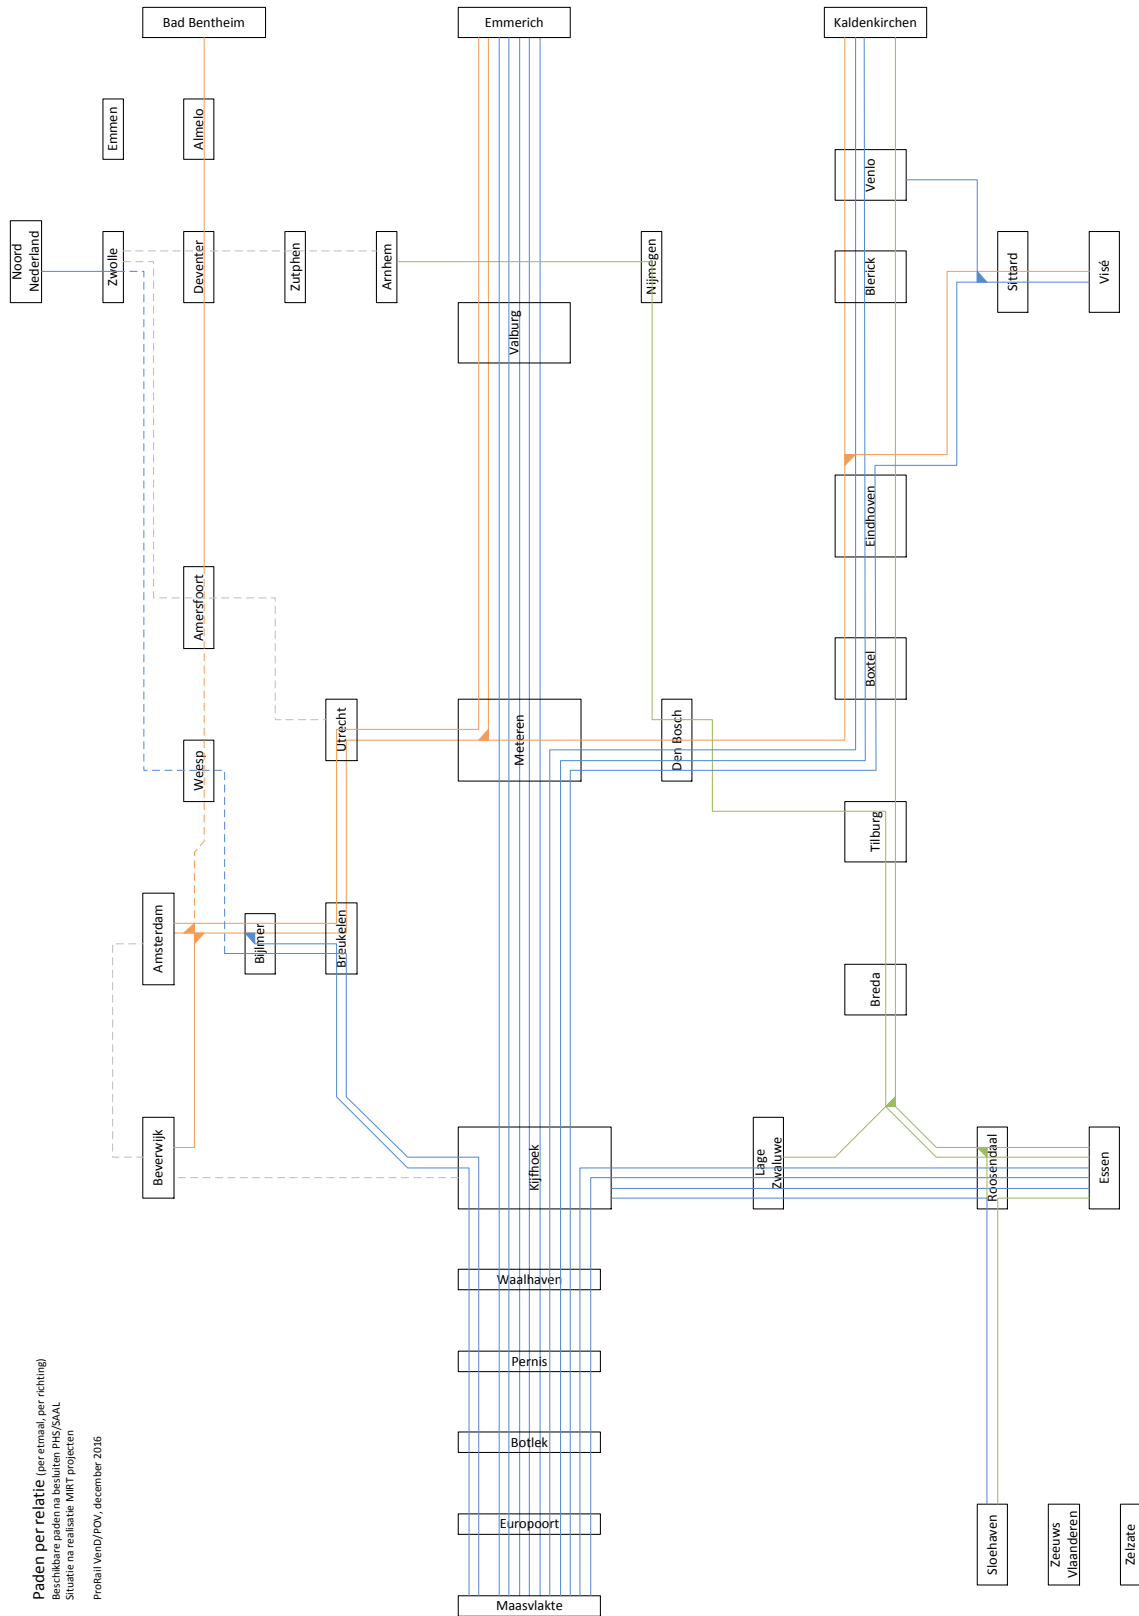 Bad Bentheim
Emmerich
Kaldenkirchen
Emmen
Almelo
Venlo
Noord
Nederland
Zwolle
Deventer
Zutphen
Arnhem
Nijmegen
Blerick
Sittard
Visé
Valburg
Eindhoven
Amersfoort
Boxtel
Utrecht
Meteren
Den Bosch
Weesp
Tilburg
Amsterdam
Bijlmer
Breukelen
Breda
Beverwijk
Kijfhoek
Lage
Zwaluwe
Roosendaal
Essen
Waalhaven
Pernis
Botlek
Europoort
Maasvlakte
Sloehaven
Zeeuws
Vlaanderen
Zelzate
Paden per relatie (per etmaal, per richting)
Beschikbare paden na besluiten PHS/SAAL
Situatie na realisatie MIRT projecten
ProRail VenD/POV, december 2016